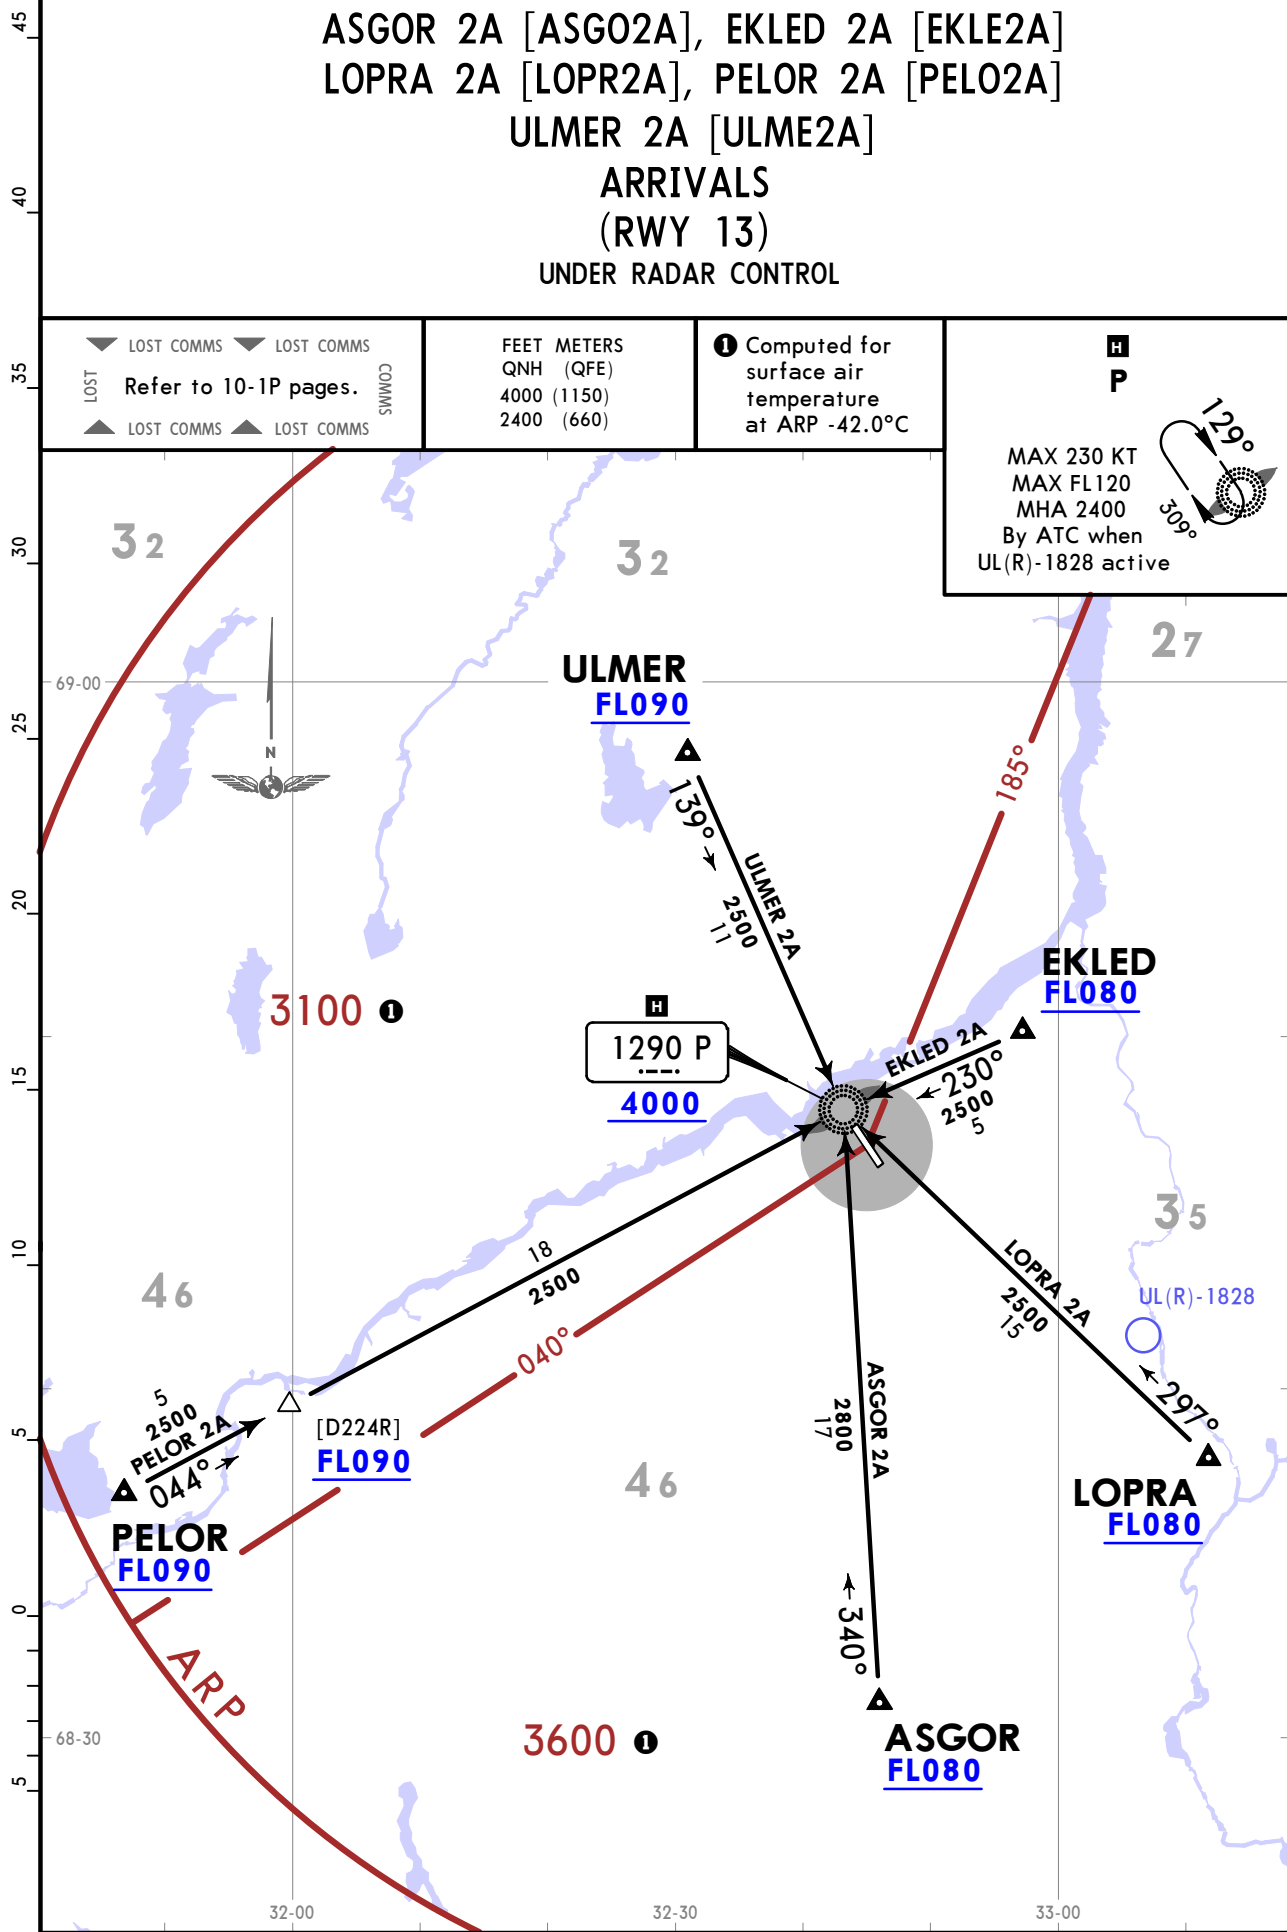 ASGOR 2A [ASGO2A], EKLED 2A [EKLE2A]
LOPRA 2A [LOPR2A], PELOR 2A [PELO2A]
ULMER 2A [ULME2A]
ARRIVALS
(RWY 13)
UNDER RADAR CONTROL
LOST COMMS LOST COMMS
LOST
Refer to 10-1P pages.
COMMS
LOST COMMS LOST COMMS
FEET METERS
QNH (QFE)
4000 (1150)
2400 (660)
1 Computed for
surface air
temperature
at ARP -42.0°C
H
P
MAX 230 KT
MAX FL120
MHA 2400
By ATC when
UL(R)-1828 active
129°
309°
45
40
35
30
25
20
15
10
5
0
5
32
32
27
69-00
N
ULMER
FL090
139°
ULMER 2A
2500
11
185°
EKLED
FL080
EKLED 2A
230°
2500
5
3100 1
H
1290 P
4000
35
46
18
2500
040°
LOPRA 2A
2500
15
UL(R)-1828
297°
LOPRA
FL080
5
2500
PELOR 2A
044°
[D224R]
FL090
PELOR
FL090
46
ASGOR 2A
2800
17
340°
ASGOR
FL080
ARP
3600 1
68-30
32-00
32-30
33-00